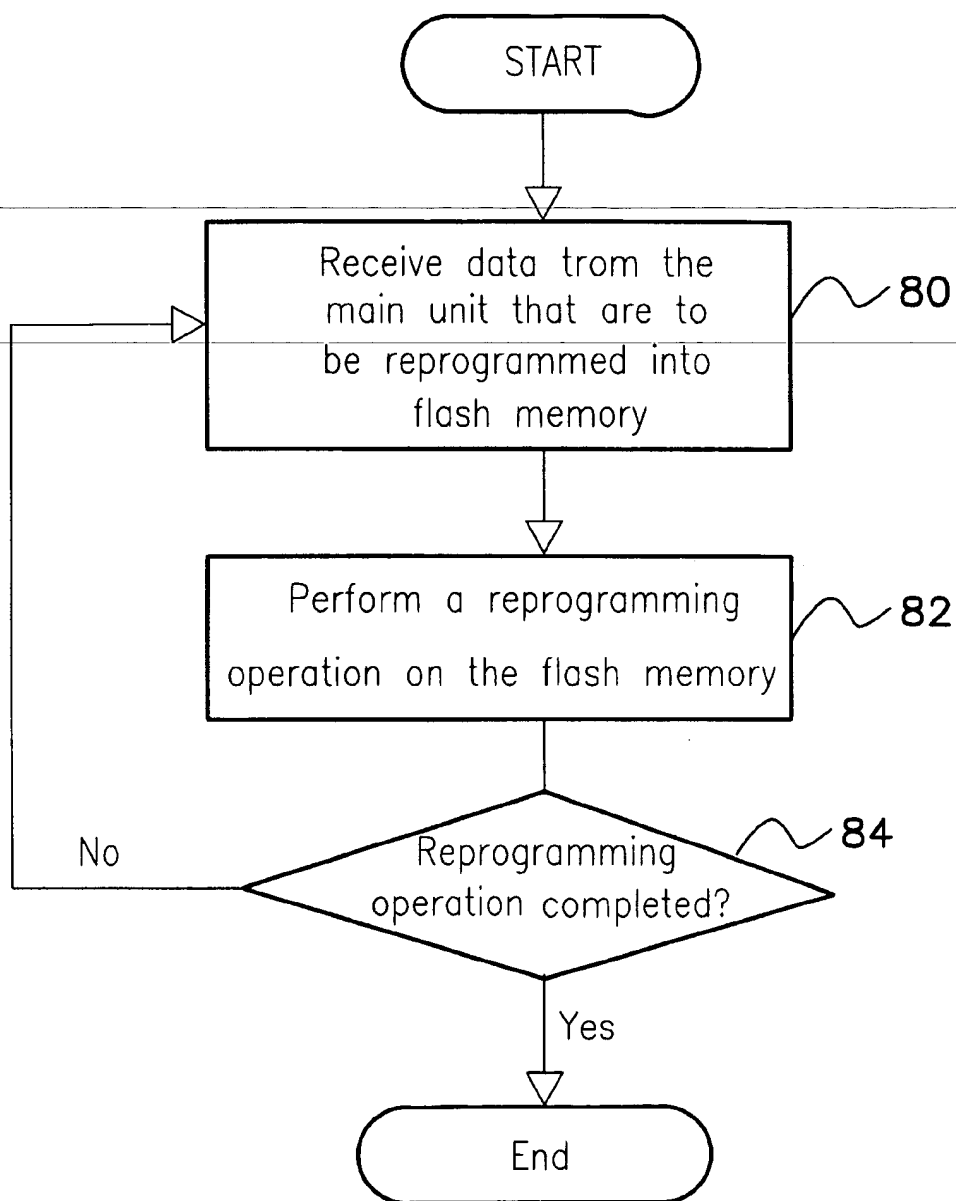 START
Receive data trom the
main unit that are to
be reprogrammed into
flash memory
80
Perform a reprogramming
operation on the flash memory
82
Reprogramming
operation completed?
84
No
Yes
End